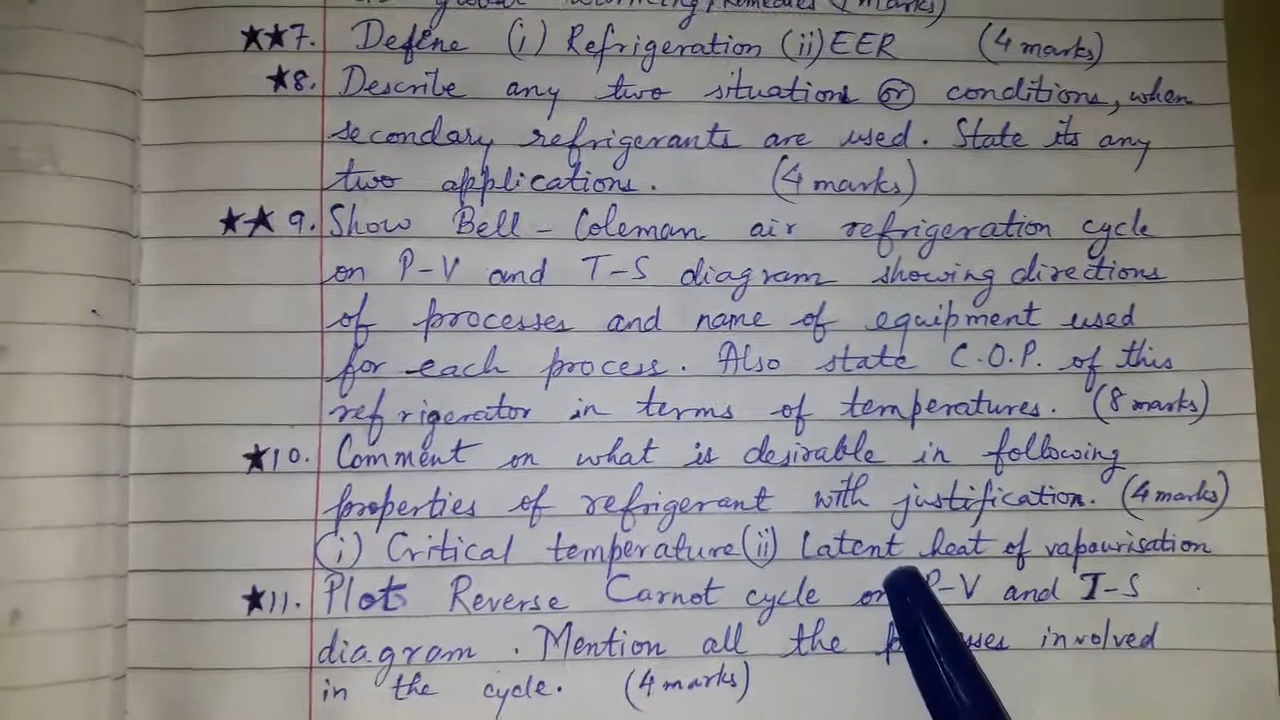 global warming, remedies (marks)
★★7. Define (i) Refrigeration (ii) EER (4 marks)
★8. Describe any two situations or conditions, when
secondary refrigerants are used. State its any
two applications. (4 marks)
★★ 9. Show Bell-Coleman air refrigeration cycle
on P-V and T-S diagram showing directions
of processes and name of equipment used
for each process. Also state C.O.P. of this
refrigerator in terms of temperatures. (8 marks)
★10. Comment on what is desirable in following
properties of refrigerant with justification. (4 marks)
(i) Critical temperature (ii) Latent heat of vapourisation
★11. Plot Reverse Carnot cycle on P-V and T-S
diagram. Mention all the involved
in the cycle. (4 marks)